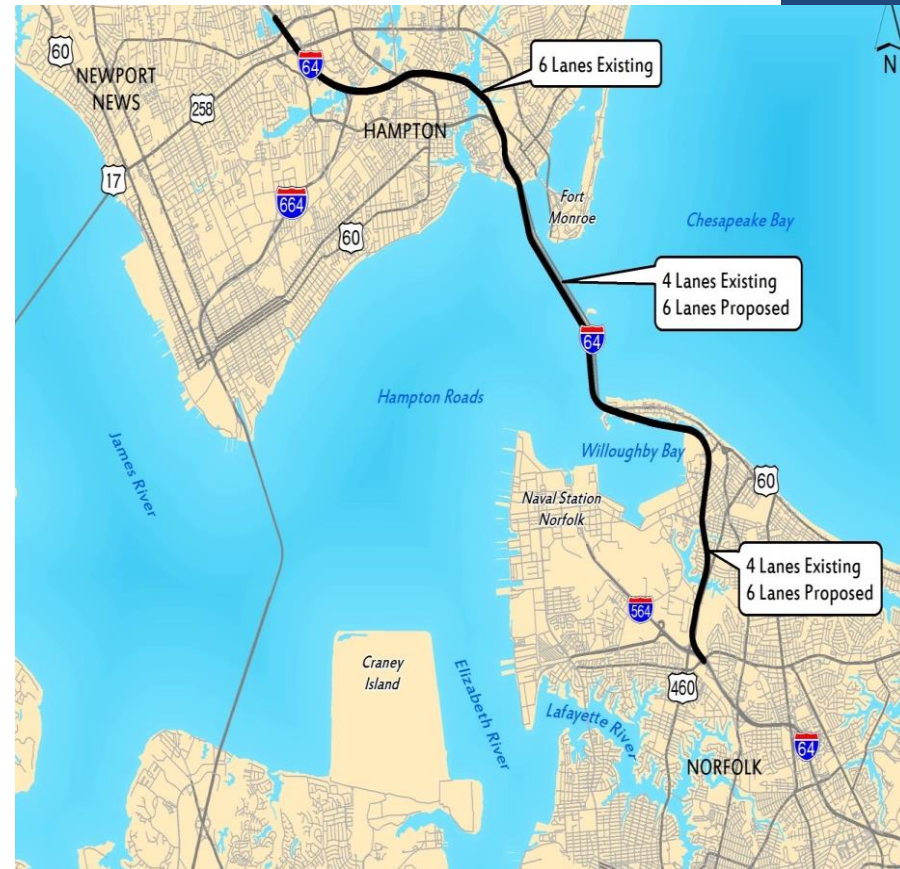 60
NEWPORT
NEWS
64
6 Lanes Existing
N
258
HAMPTON
17
664
60
Fort
Monroe
Chesapeake Bay
4 Lanes Existing
6 Lanes Proposed
64
Hampton Roads
James River
Willoughby Bay
60
Naval Station
Norfolk
4 Lanes Existing
6 Lanes Proposed
564
Craney
Island
Elizabeth River
460
Lafayette River
64
NORFOLK